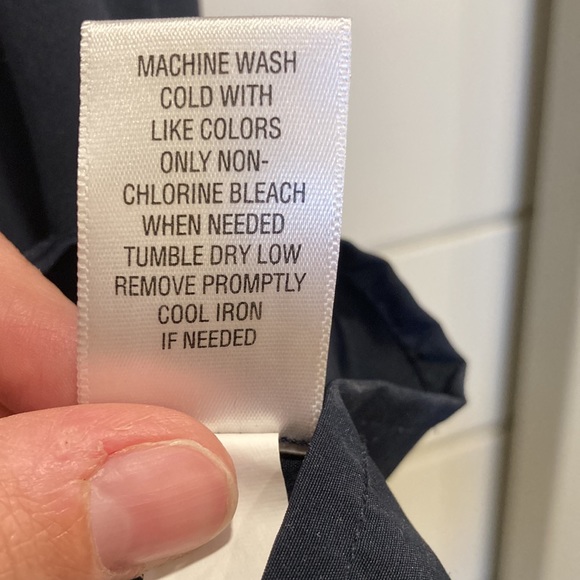 MACHINE WASH
COLD WITH
LIKE COLORS
ONLY NON-
CHLORINE BLEACH
WHEN NEEDED
TUMBLE DRY LOW
REMOVE PROMPTLY
COOL IRON
IF NEEDED